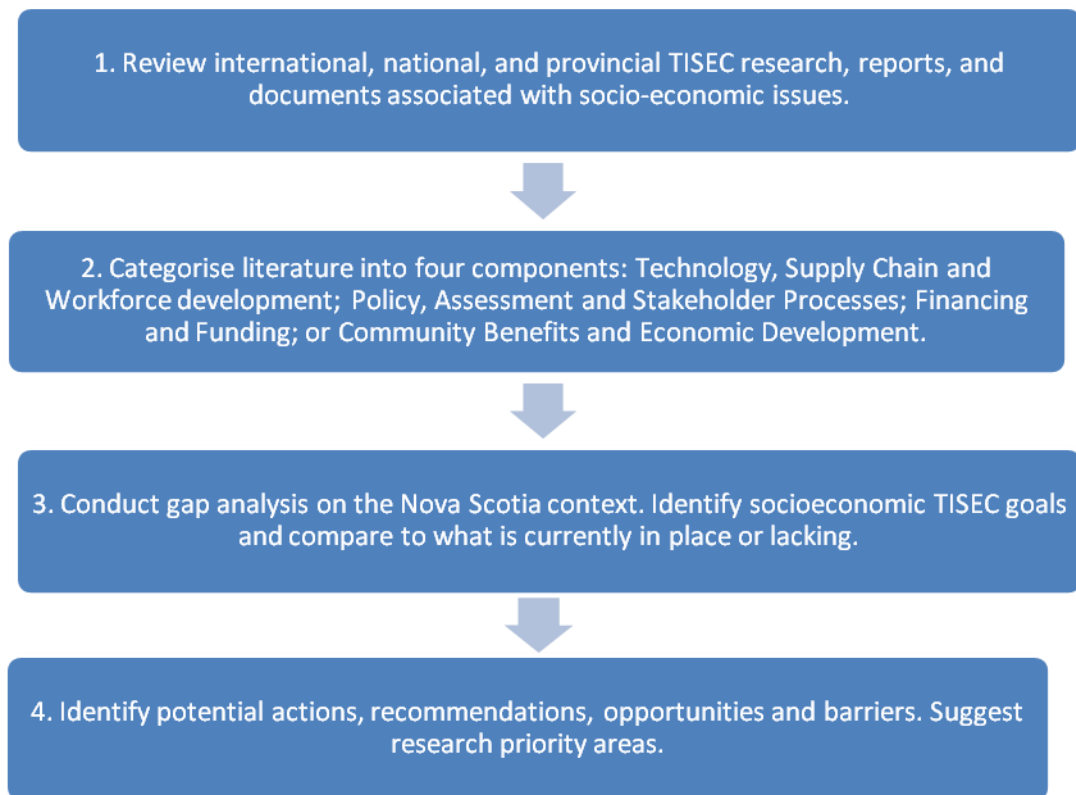 1. Review international, national, and provincial TISEC research, reports, and
documents associated with socio-economic issues.
2. Categorise literature into four components: Technology, Supply Chain and
Workforce development; Policy, Assessment and Stakeholder Processes; Financing
and Funding; or Community Benefits and Economic Development.
3. Conduct gap analysis on the Nova Scotia context. Identify socioeconomic TISEC goals
and compare to what is currently in place or lacking.
4. Identify potential actions, recommendations, opportunities and barriers. Suggest
research priority areas.